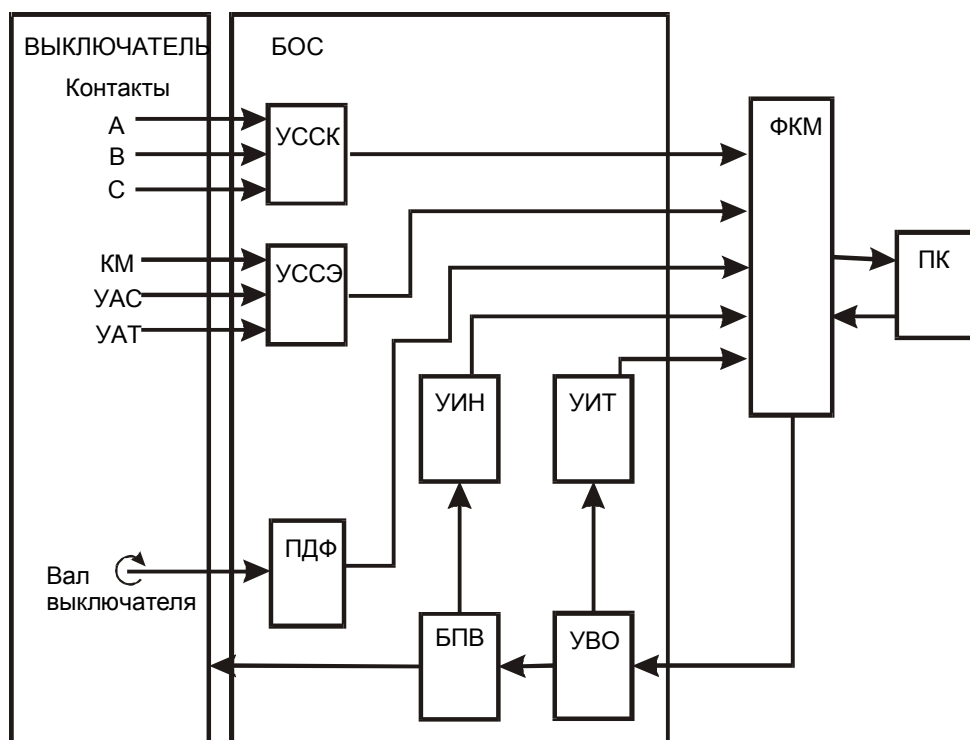 ВЫКЛЮЧАТЕЛЬ
БОС
Контакты
А
В
С
УССК
ФКМ
КМ
УАС
УАТ
УССЭ
ПК
УИН
УИТ
ПДФ
Вал
выключателя
БПВ
УВО